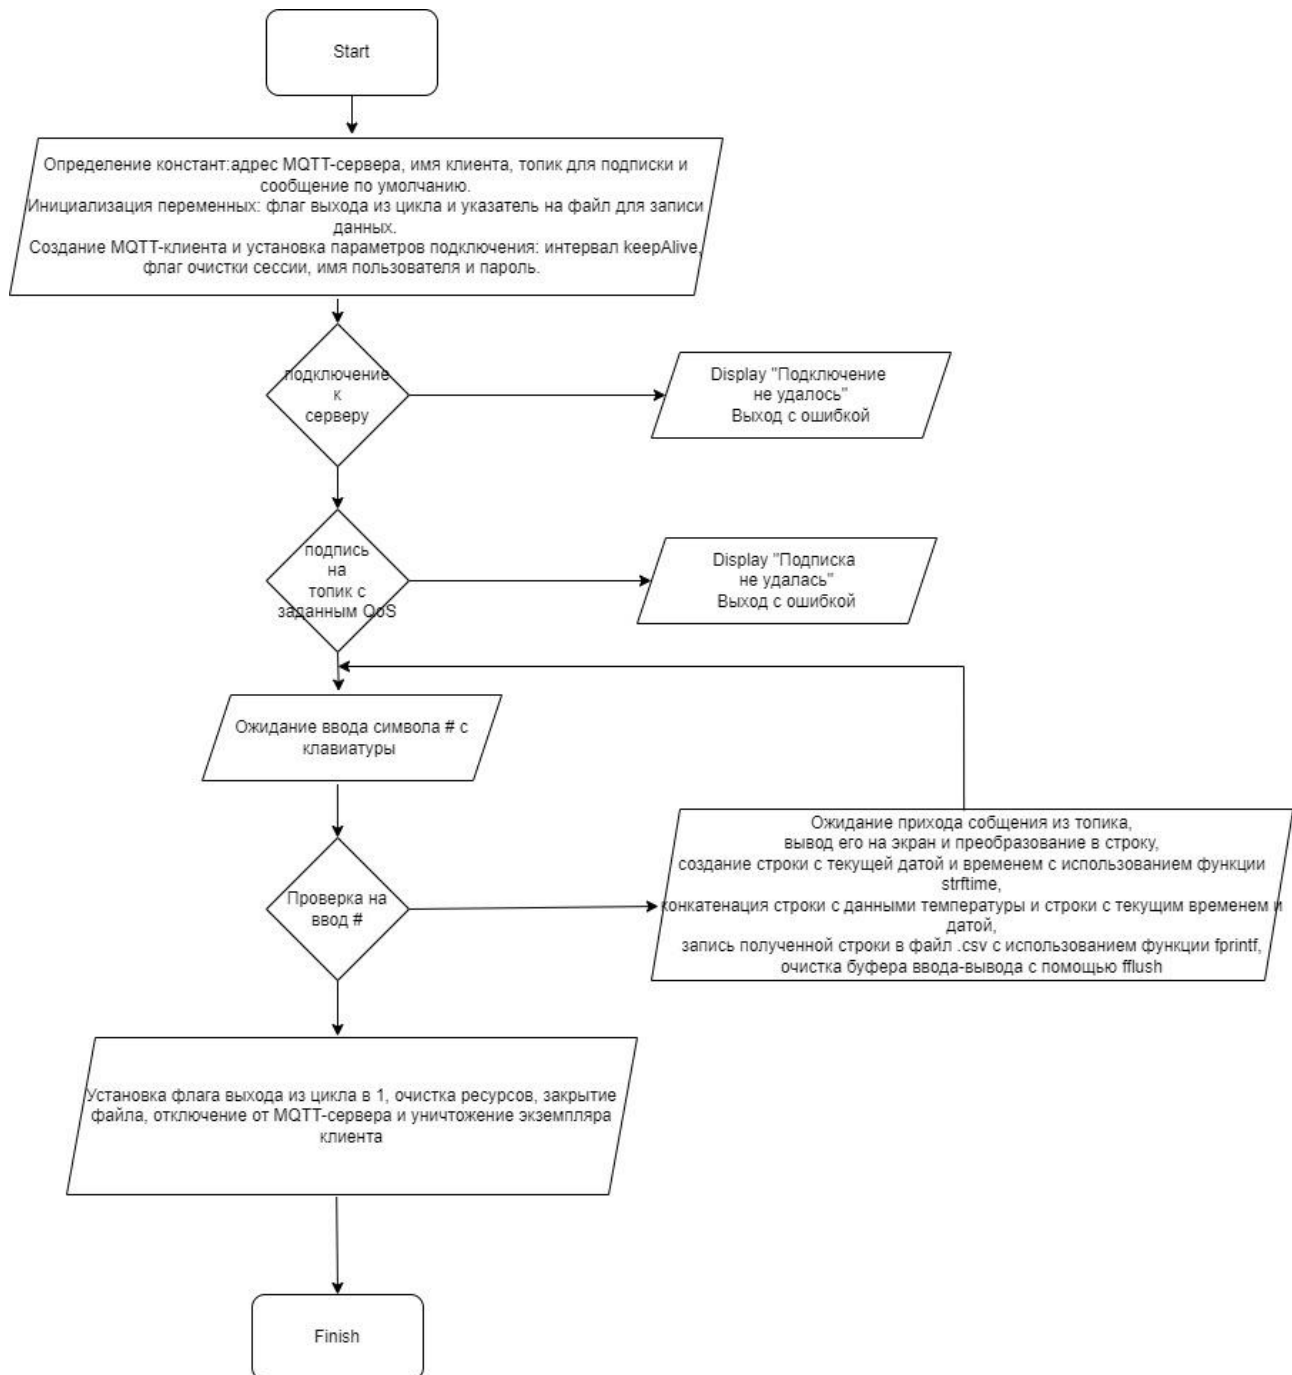 Start
Определение констант:адрес MQTT-сервера, имя клиента, топик для подписки и
сообщение по умолчанию.
Инициализация переменных: флаг выхода из цикла и указатель на файл для записи
данных.
Создание MQTT-клиента и установка параметров подключения: интервал keepAlive,
флаг очистки сессии, имя пользователя и пароль.
подключение
к
серверу
Display "Подключение
не удалось"
Выход с ошибкой
подпись
на
топик с
заданным QoS
Display "Подписка
не удалась"
Выход с ошибкой
Ожидание ввода символа # с
клавиатуры
Проверка на
ввод #
Ожидание прихода собщения из топика,
вывод его на экран и преобразование в строку,
создание строки с текущей датой и временем с использованием функции
strftime,
конкатенация строки с данными температуры и строки с текущим временем и
датой,
запись полученной строки в файл .csv с использованием функции fprintf,
очистка буфера ввода-вывода с помощью fflush
Установка флага выхода из цикла в 1, очистка ресурсов, закрытие
файла, отключение от MQTT-сервера и уничтожение экземпляра
клиента
Finish